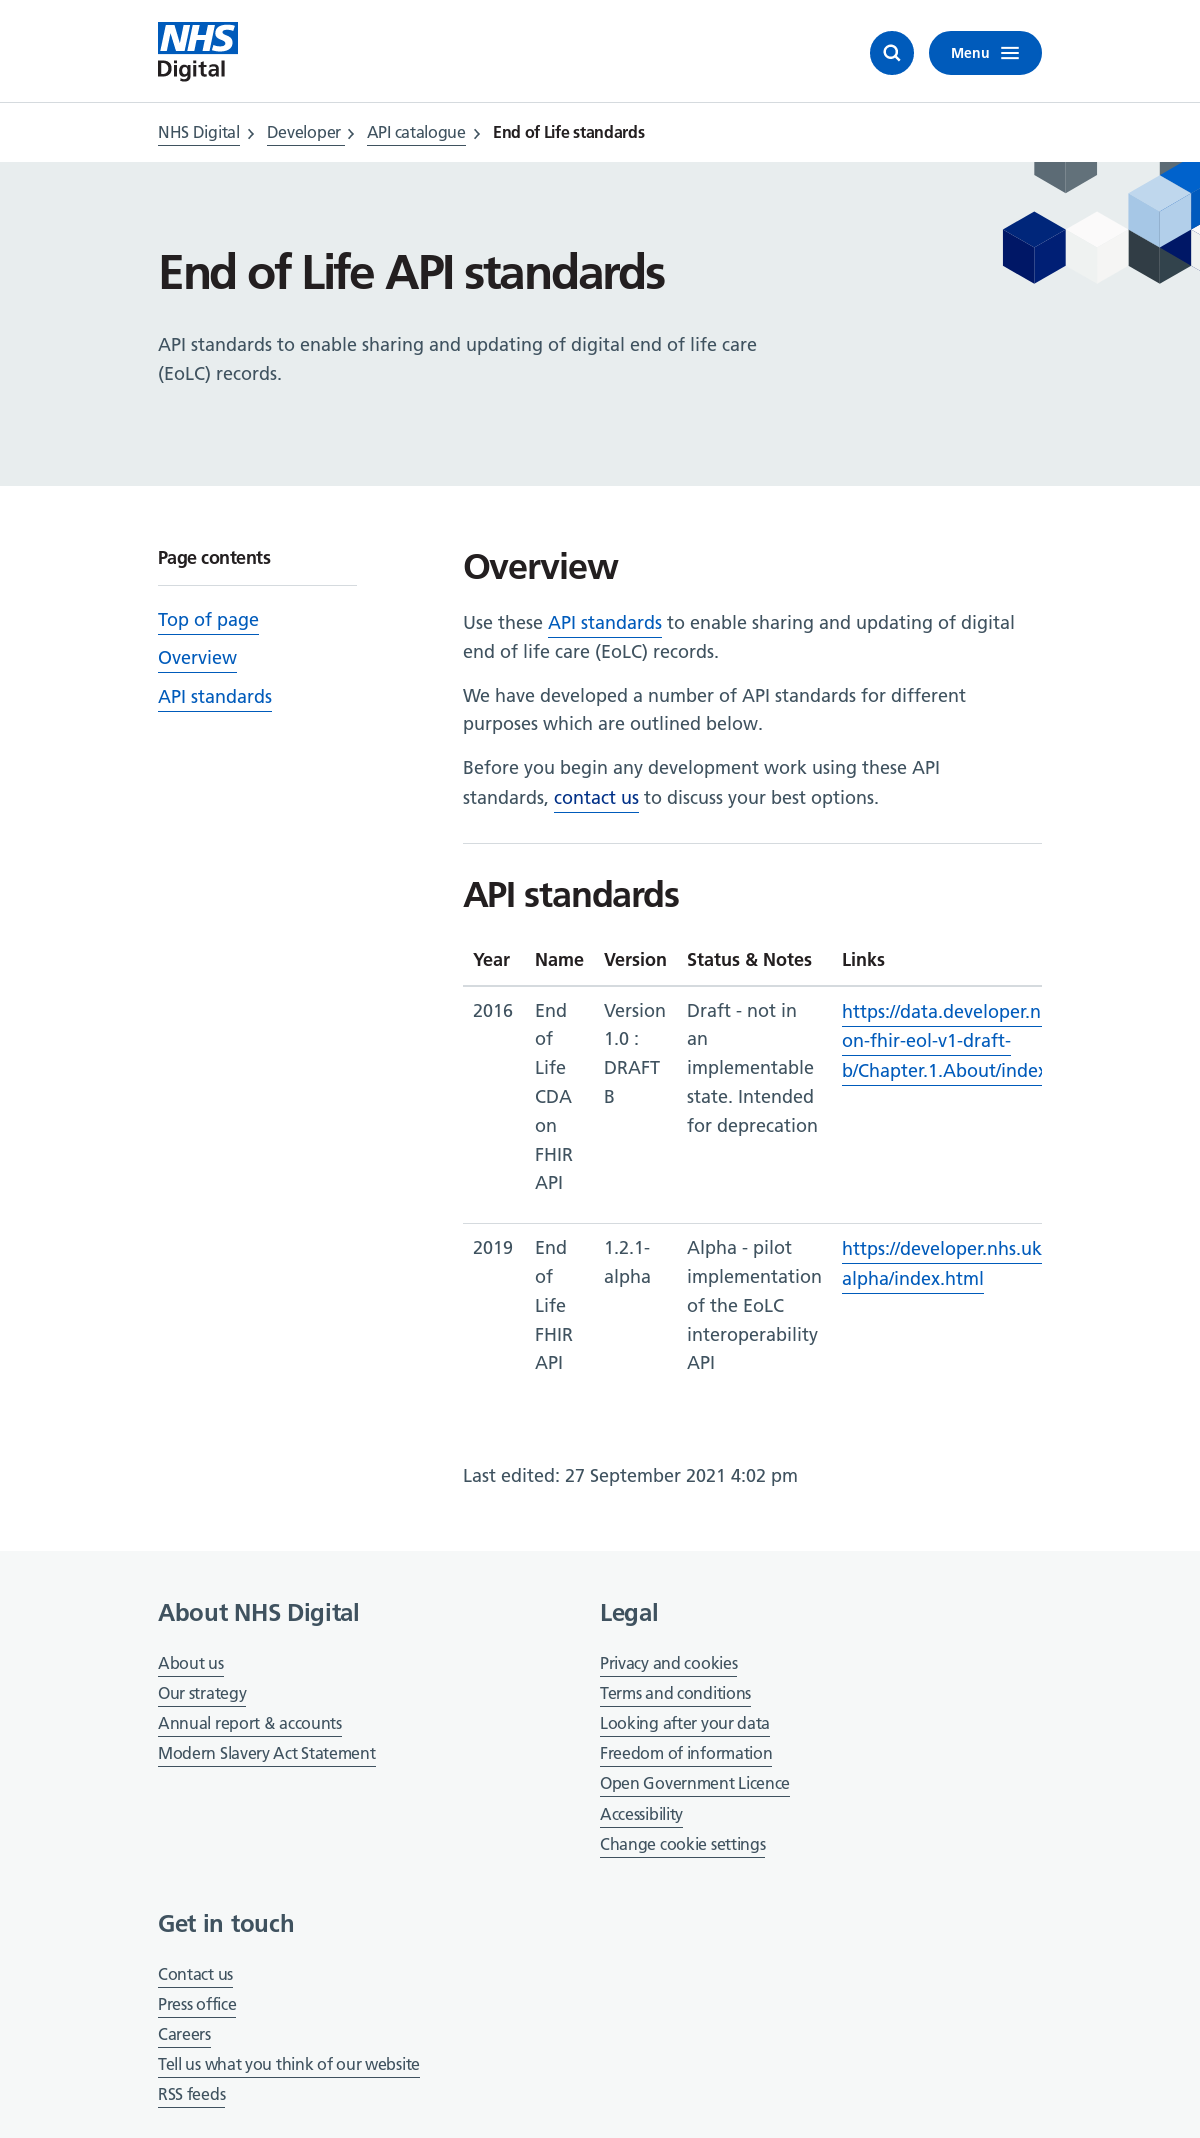 NHS
Digital
Menu
NHS Digital
Developer
API catalogue
End of Life standards
End of Life API standards
API standards to enable sharing and updating of digital end of life care
(EoLC) records.
Page contents
Top of page
Overview
API standards
Overview
Use these API standards to enable sharing and updating of digital
end of life care (EoLC) records.
We have developed a number of API standards for different
purposes which are outlined below.
Before you begin any development work using these API
standards, contact us to discuss your best options.
API standards
Year Name Version Status & Notes Links
2016
End
of
Life
CDA
on
FHIR
API
Version
1.0 :
DRAFT
B
Draft - not in
an
implementable
state. Intended
for deprecation
https://data.developer.n
on-fhir-eol-v1-draft-
b/Chapter.1.About/index
2019
End
of
Life
FHIR
API
1.2.1-
alpha
Alpha - pilot
implementation
of the EoLC
interoperability
API
https://developer.nhs.uk
alpha/index.html
Last edited: 27 September 2021 4:02 pm
About NHS Digital
About us
Our strategy
Annual report & accounts
Modern Slavery Act Statement
Legal
Privacy and cookies
Terms and conditions
Looking after your data
Freedom of information
Open Government Licence
Accessibility
Change cookie settings
Get in touch
Contact us
Press office
Careers
Tell us what you think of our website
RSS feeds